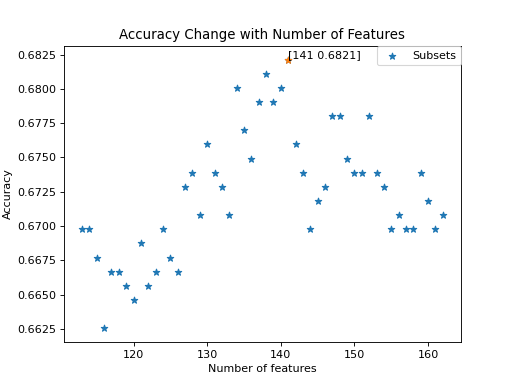 Accuracy Change with Number of Features
[141 0.6821]
Subsets
0.6825
0.6800
0.6775
0.6750
0.6725
0.6700
0.6675
0.6650
0.6625
Accuracy
120 130 140 150 160
Number of features